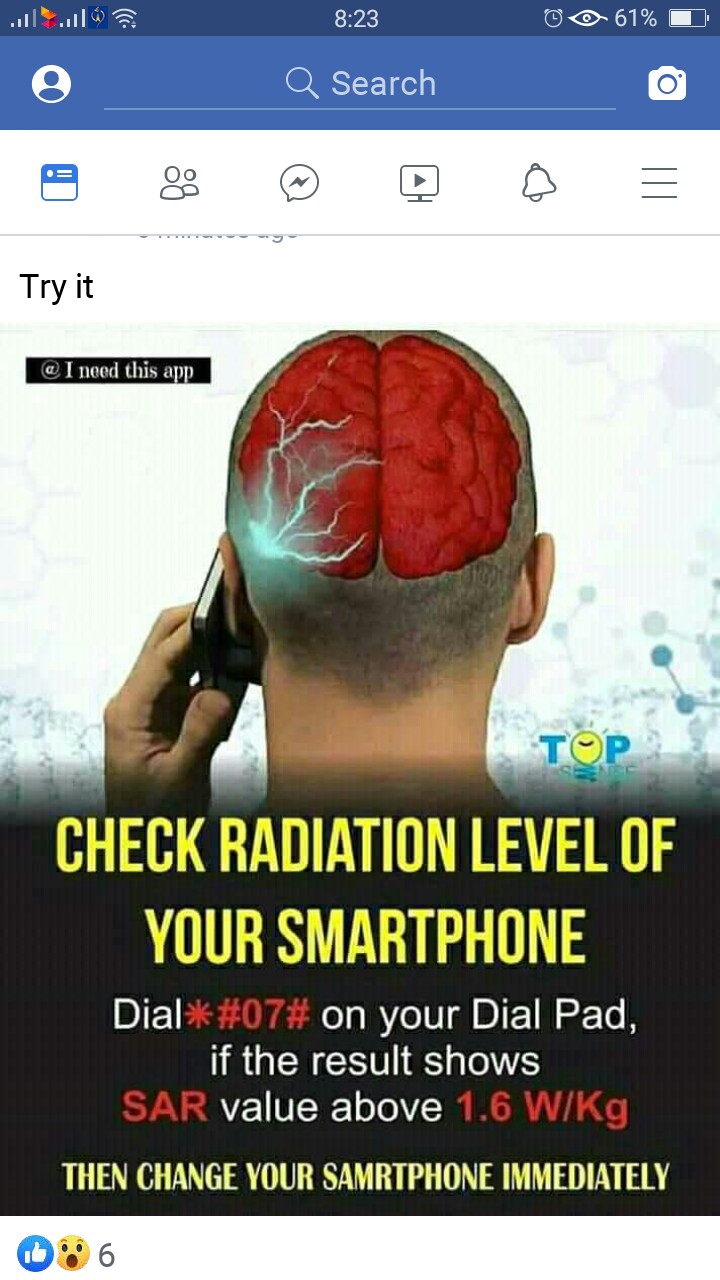 8:23
61%
Search
Try it
@ I need this app
TOP
CHECK RADIATION LEVEL OF
YOUR SMARTPHONE
Dial*#07# on your Dial Pad,
if the result shows
SAR value above 1.6 W/Kg
THEN CHANGE YOUR SAMRTPHONE IMMEDIATELY
6